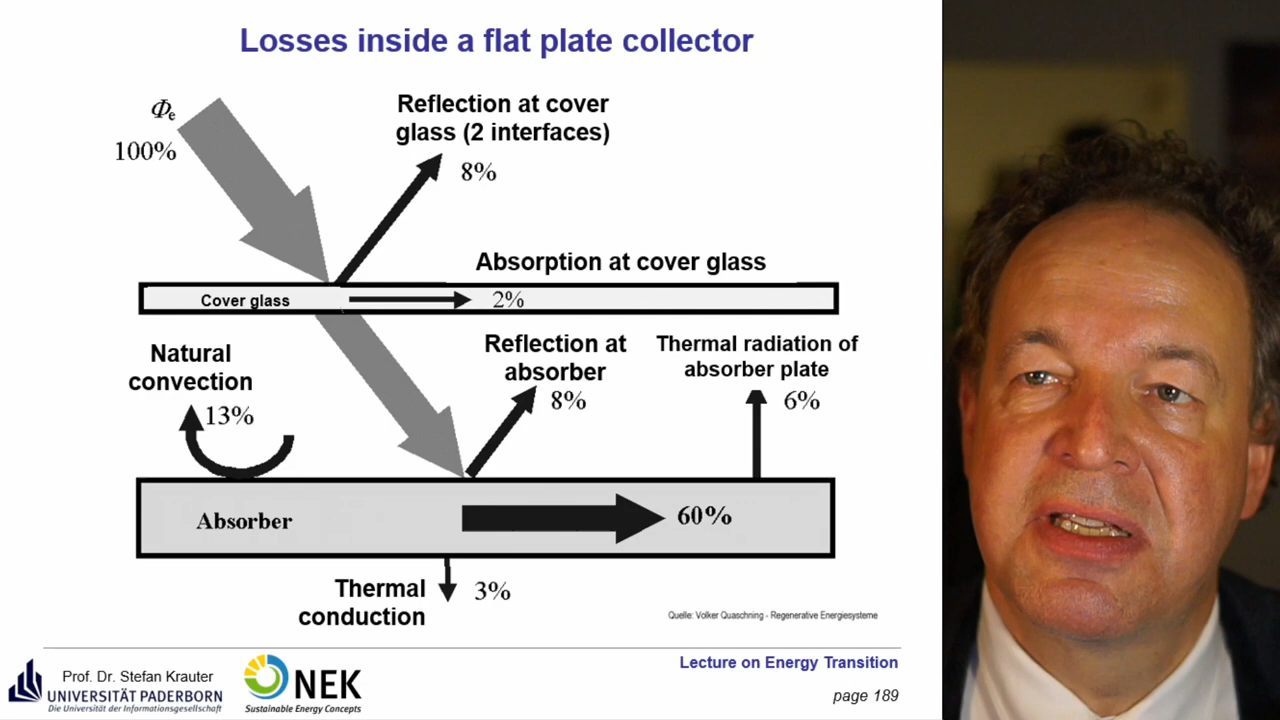 Losses inside a flat plate collector
Φe
100%
Reflection at cover
glass (2 interfaces)
8%
Absorption at cover glass
Cover glass
2%
Natural
convection
13%
Reflection at
absorber
8%
Thermal radiation of
absorber plate
6%
Absorber
60%
Thermal
conduction
3%
Quelle: Volker Quaschning - Regenerative Energiesysteme
Prof. Dr. Stefan Krauter
UNIVERSITÄT PADERBORN
Die Universität der Informationsgesellschaft
NEK
Sustainable Energy Concepts
Lecture on Energy Transition
page 189